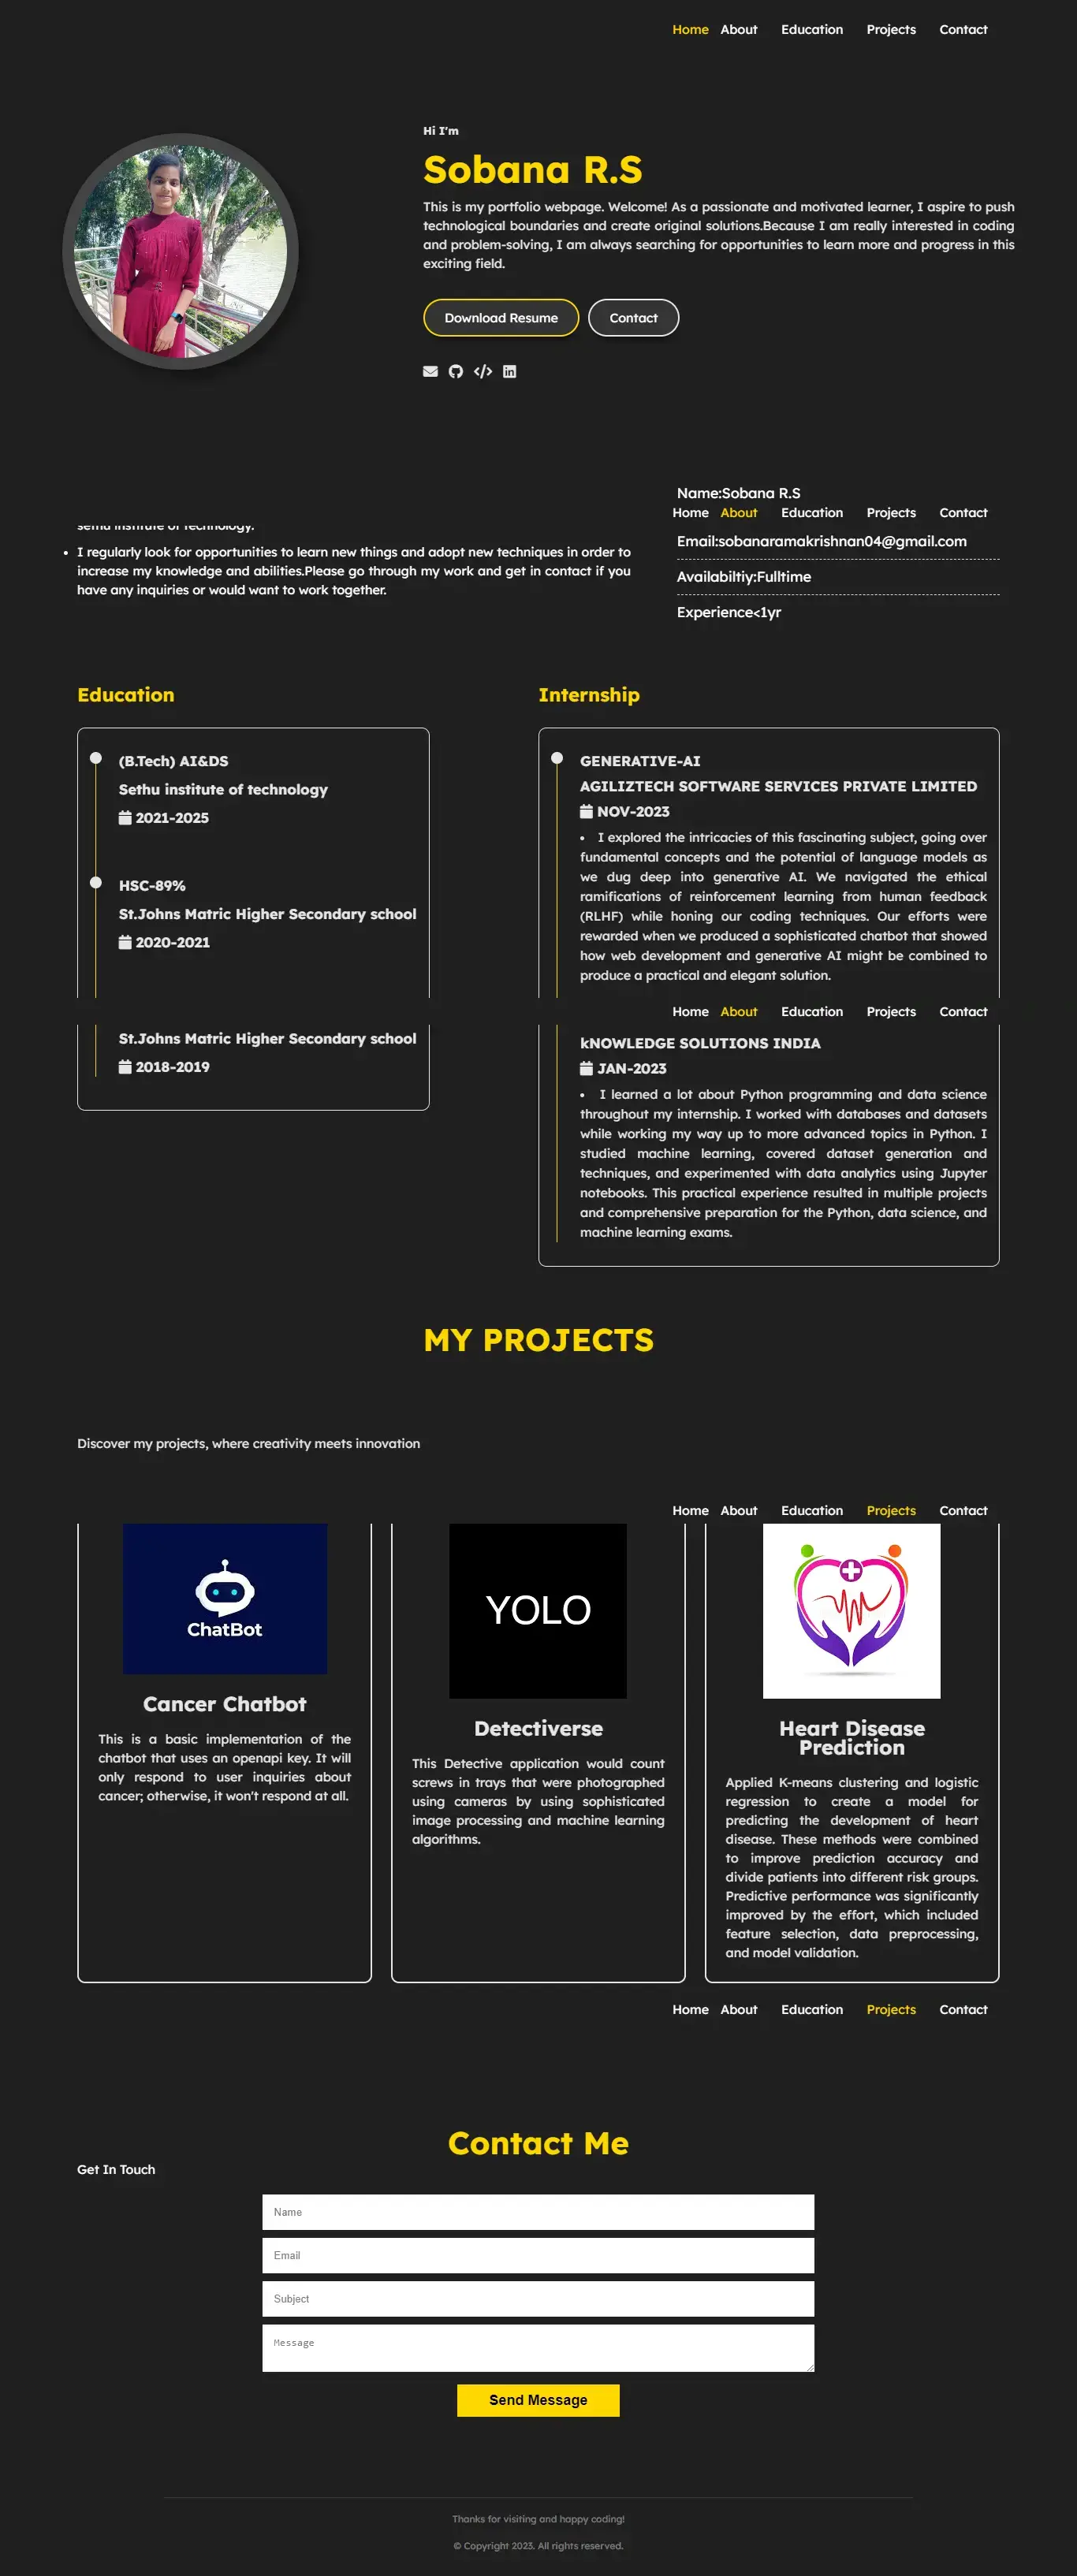 Home About Education Projects Contact
Hi I'm
Sobana R.S
This is my portfolio webpage. Welcome! As a passionate and motivated learner, I aspire to push
technological boundaries and create original solutions.Because I am really interested in coding
and problem-solving, I am always searching for opportunities to learn more and progress in this
exciting field.
Download Resume Contact
Name:Sobana R.S
Home About Education Projects Contact
sethu institute of technology.
Email:sobanaramakrishnan04@gmail.com
• I regularly look for opportunities to learn new things and adopt new techniques in order to
increase my knowledge and abilities.Please go through my work and get in contact if you
have any inquiries or would want to work together.
Availabiltiy:Fulltime
Experience<1yr
Education
(B.Tech) AI&DS
Sethu institute of technology
2021-2025
HSC-89%
St.Johns Matric Higher Secondary school
2020-2021
St.Johns Matric Higher Secondary school
2018-2019
Internship
GENERATIVE-AI
AGILIZTECH SOFTWARE SERVICES PRIVATE LIMITED
NOV-2023
• I explored the intricacies of this fascinating subject, going over
fundamental concepts and the potential of language models as
we dug deep into generative AI. We navigated the ethical
ramifications of reinforcement learning from human feedback
(RLHF) while honing our coding techniques. Our efforts were
rewarded when we produced a sophisticated chatbot that showed
how web development and generative AI might be combined to
produce a practical and elegant solution.
Home About Education Projects Contact
kNOWLEDGE SOLUTIONS INDIA
JAN-2023
• I learned a lot about Python programming and data science
throughout my internship. I worked with databases and datasets
while working my way up to more advanced topics in Python. I
studied machine learning, covered dataset generation and
techniques, and experimented with data analytics using Jupyter
notebooks. This practical experience resulted in multiple projects
and comprehensive preparation for the Python, data science, and
machine learning exams.
MY PROJECTS
Discover my projects, where creativity meets innovation
Home About Education Projects Contact
ChatBot
Cancer Chatbot
This is a basic implementation of the
chatbot that uses an openapi key. It will
only respond to user inquiries about
cancer; otherwise, it won't respond at all.
YOLO
Detectiverse
This Detective application would count
screws in trays that were photographed
using cameras by using sophisticated
image processing and machine learning
algorithms.
Heart Disease
Prediction
Applied K-means clustering and logistic
regression to create a model for
predicting the development of heart
disease. These methods were combined
to improve prediction accuracy and
divide patients into different risk groups.
Predictive performance was significantly
improved by the effort, which included
feature selection, data preprocessing,
and model validation.
Home About Education Projects Contact
Contact Me
Get In Touch
Name
Email
Subject
Message
Send Message
Thanks for visiting and happy coding!
© Copyright 2023. All rights reserved.